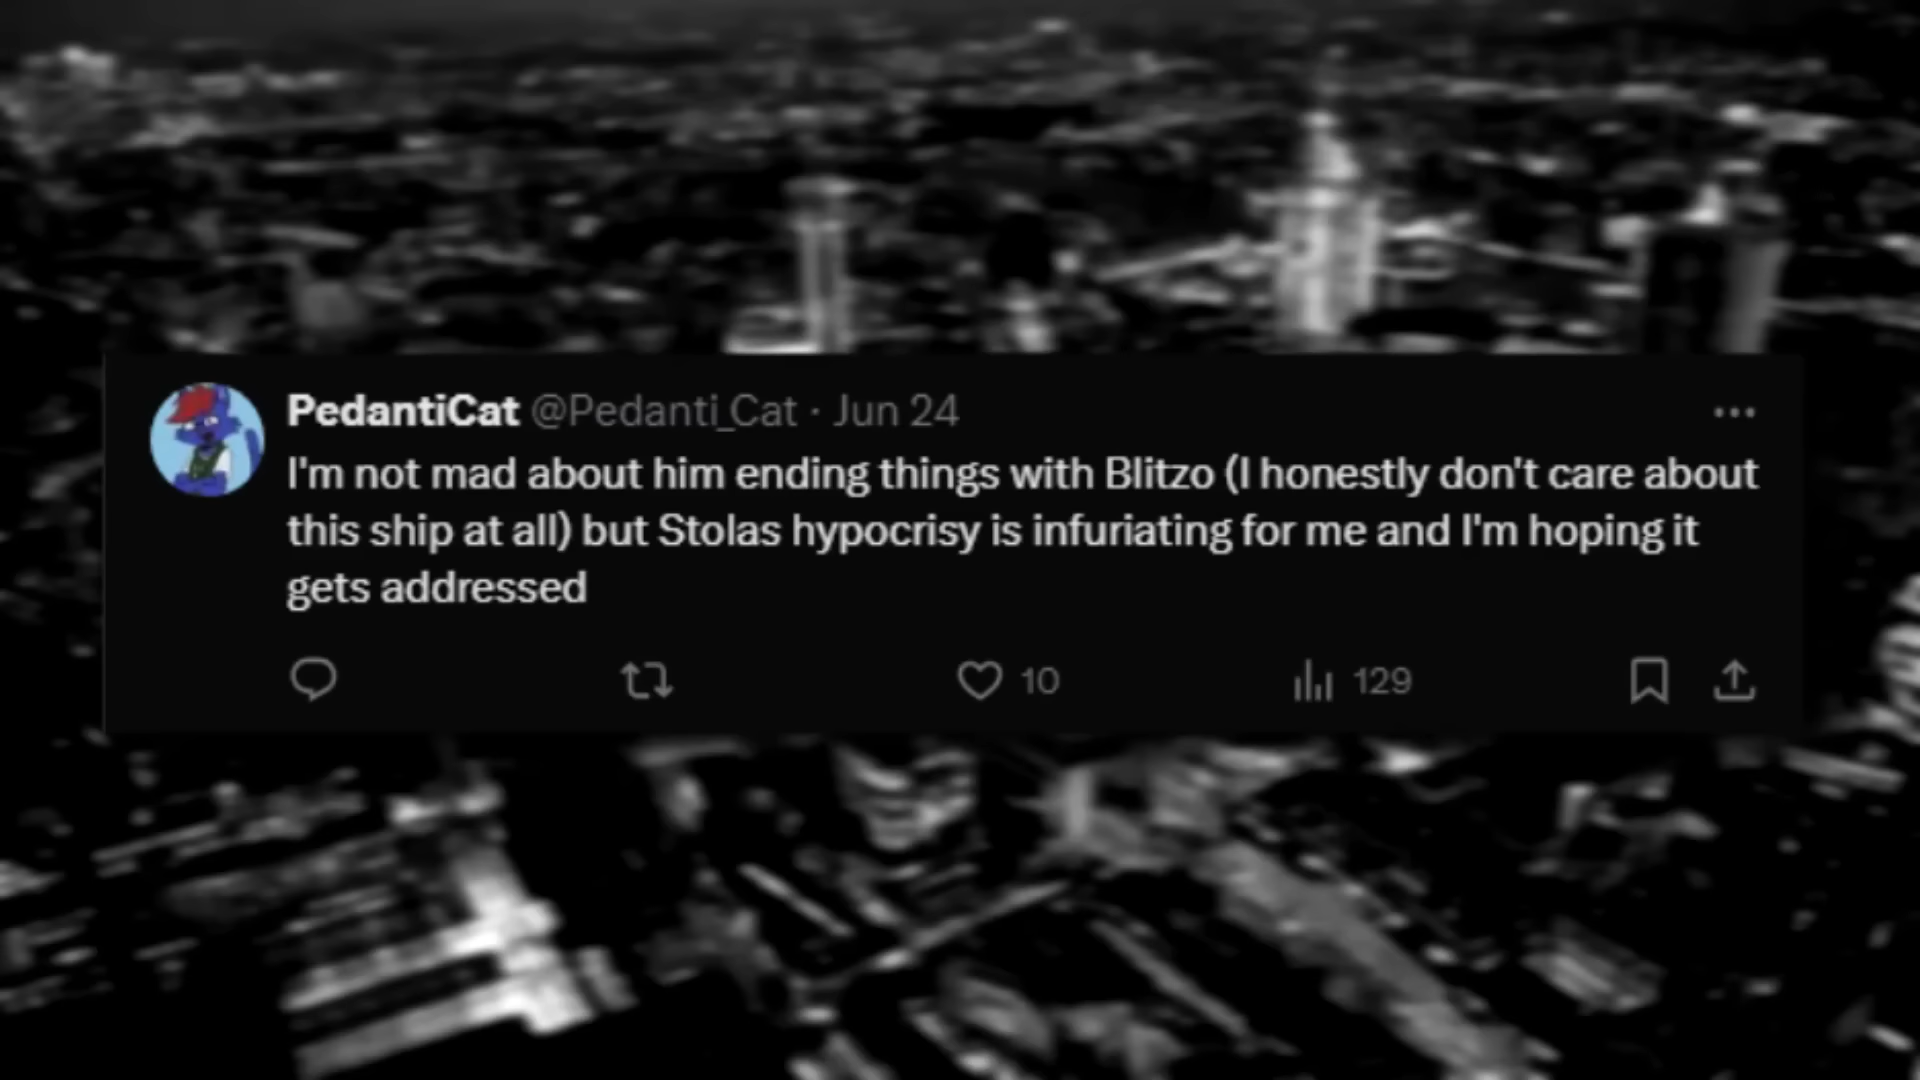 PedantiCat @Pedanti_Cat · Jun 24
I'm not mad about him ending things with Blitzo (I honestly don't care about
this ship at all) but Stolas hypocrisy is infuriating for me and I'm hoping it
gets addressed
10 129